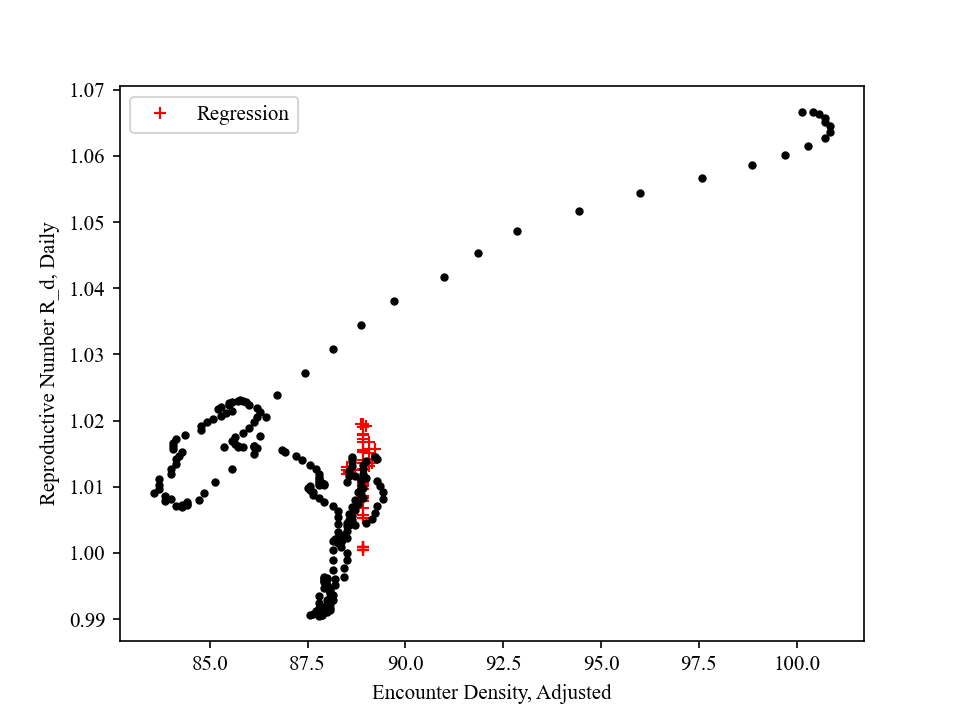 1.07
1.06
1.05
1.04
1.03
1.02
1.01
1.00
0.99
Reproductive Number R_d, Daily
Regression
85.0 87.5 90.0 92.5 95.0 97.5 100.0
Encounter Density, Adjusted